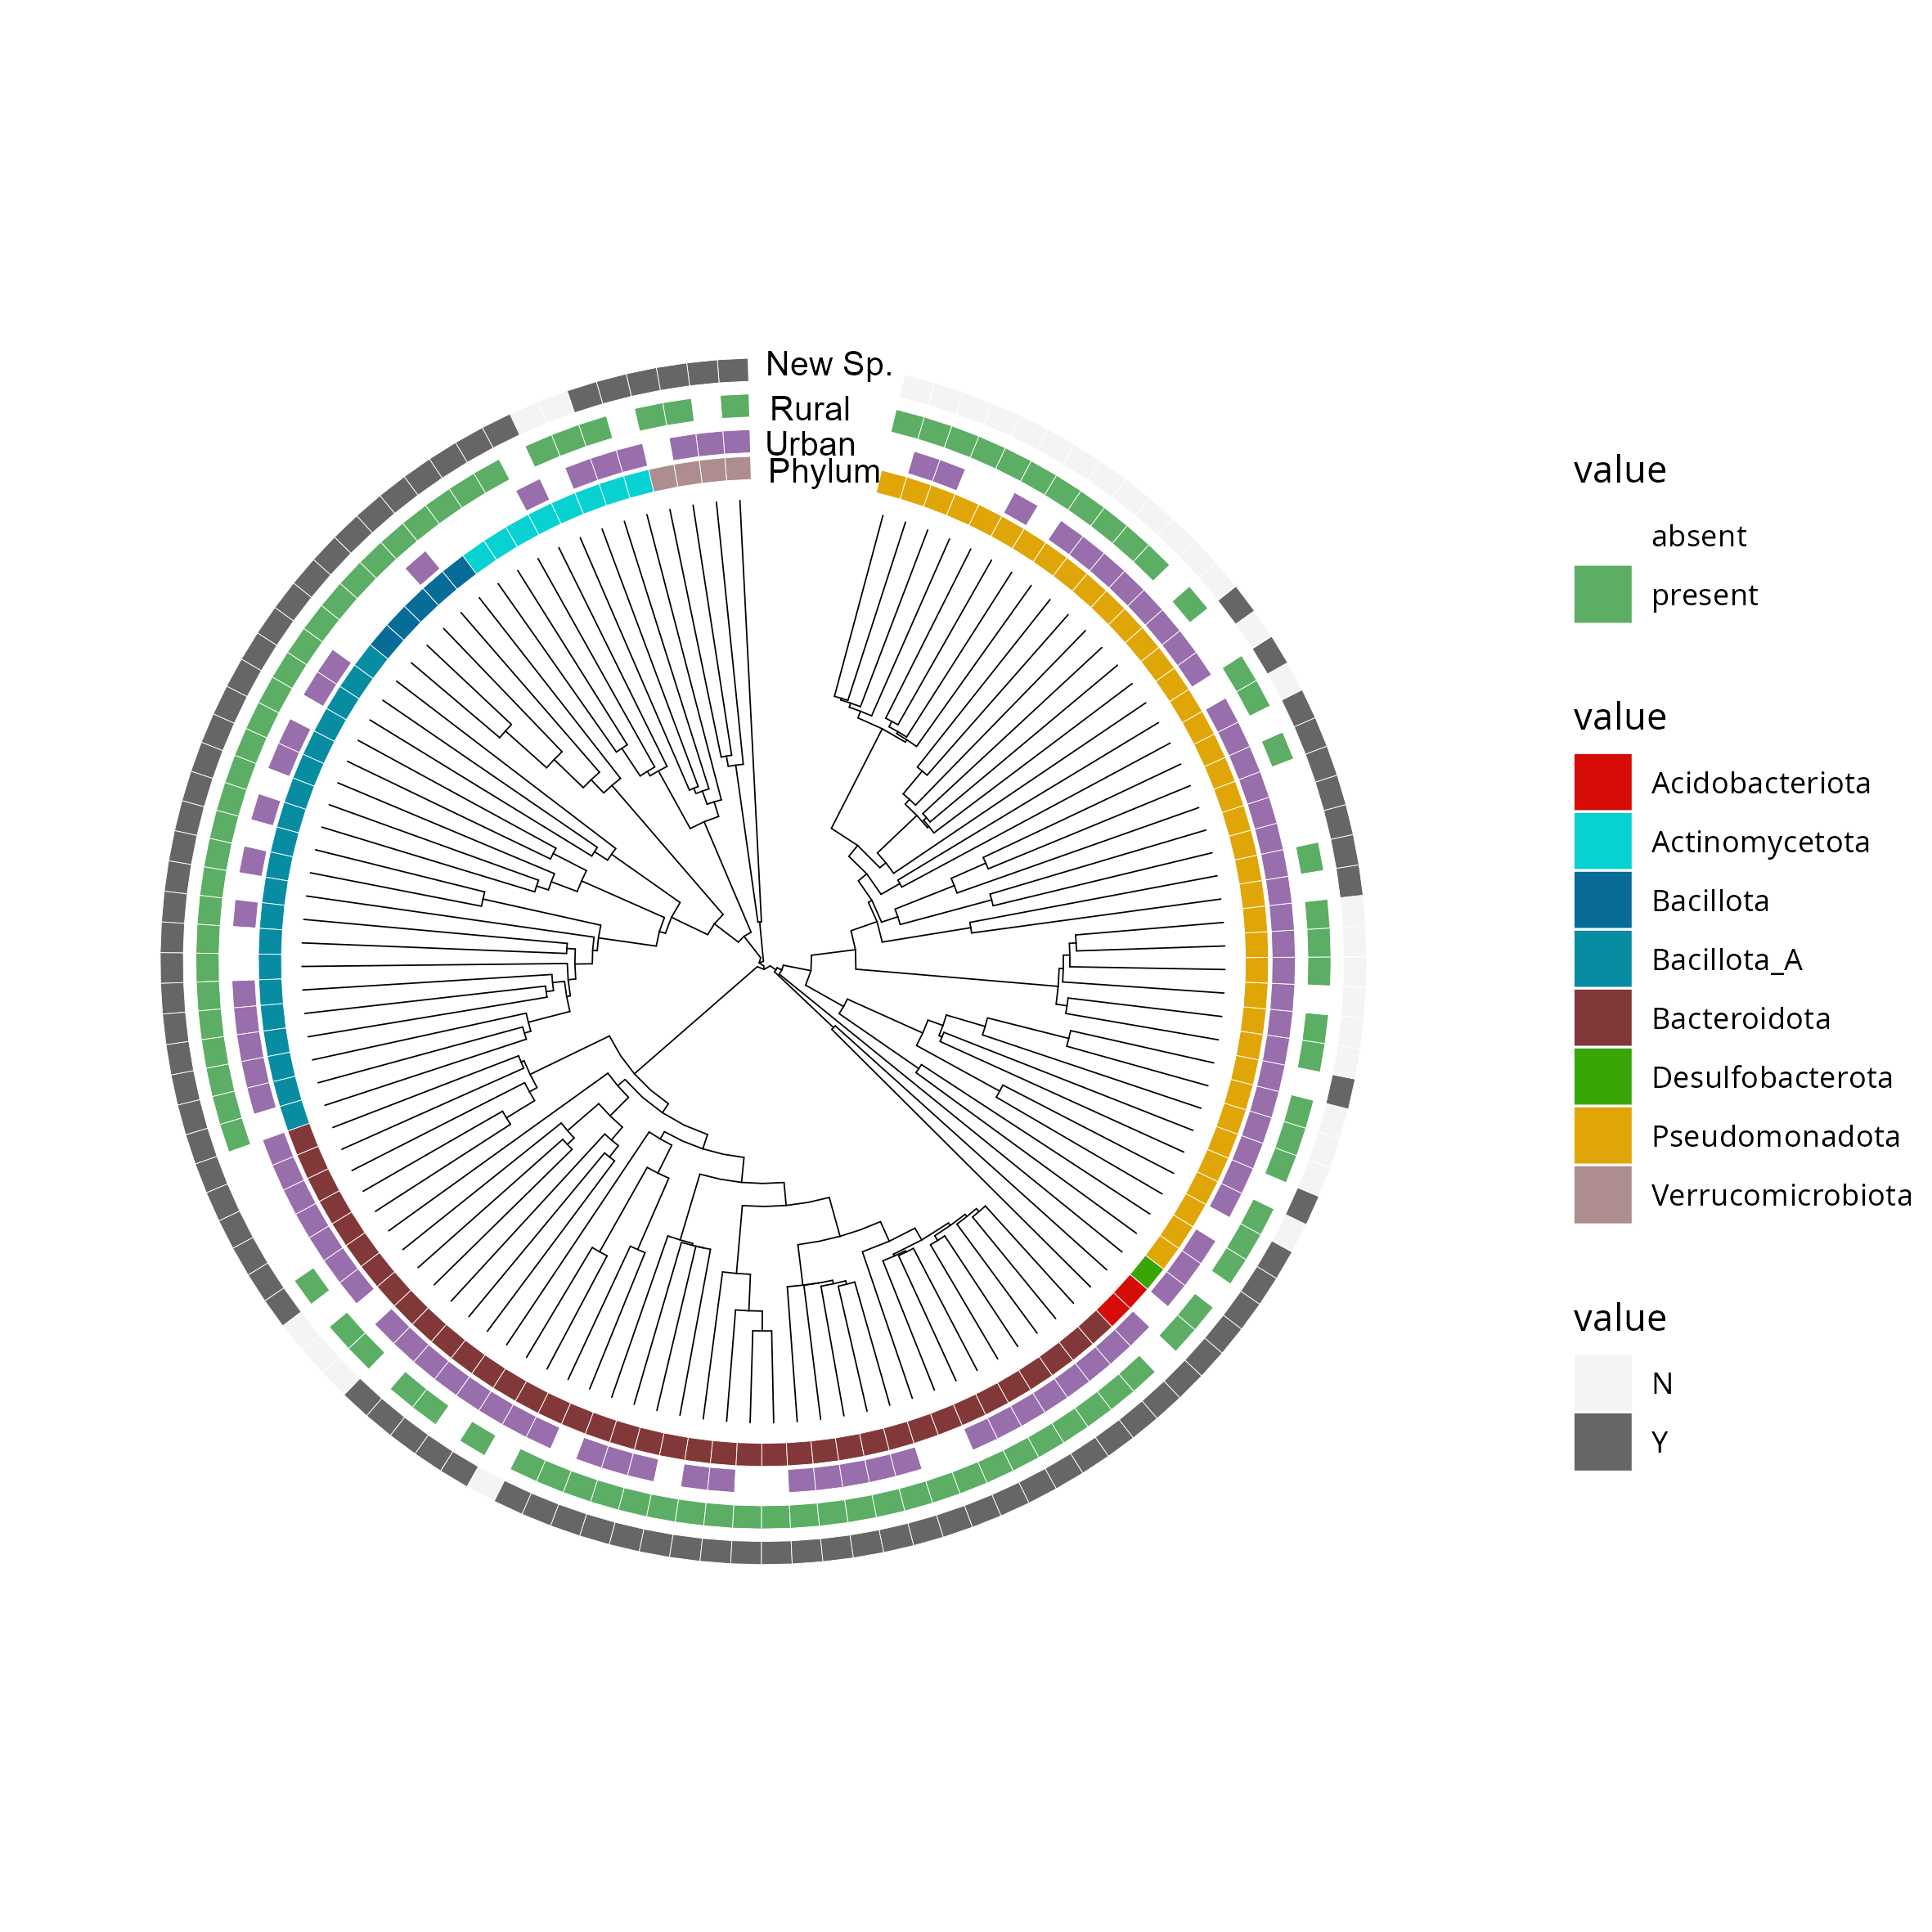 New Sp.
Rural
Urban
Phylum
value
absent
present
value
Acidobacteriota
Actinomycetota
Bacillota
Bacillota_A
Bacteroidota
Desulfobacterota
Pseudomonadota
Verrucomicrobiota
value
N
Y